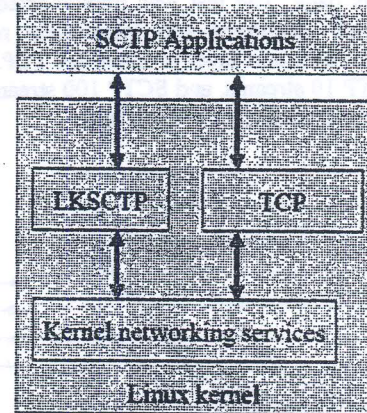 SCTP Applications
LKSCTP TCP
Kernel networking services
Linux kernel